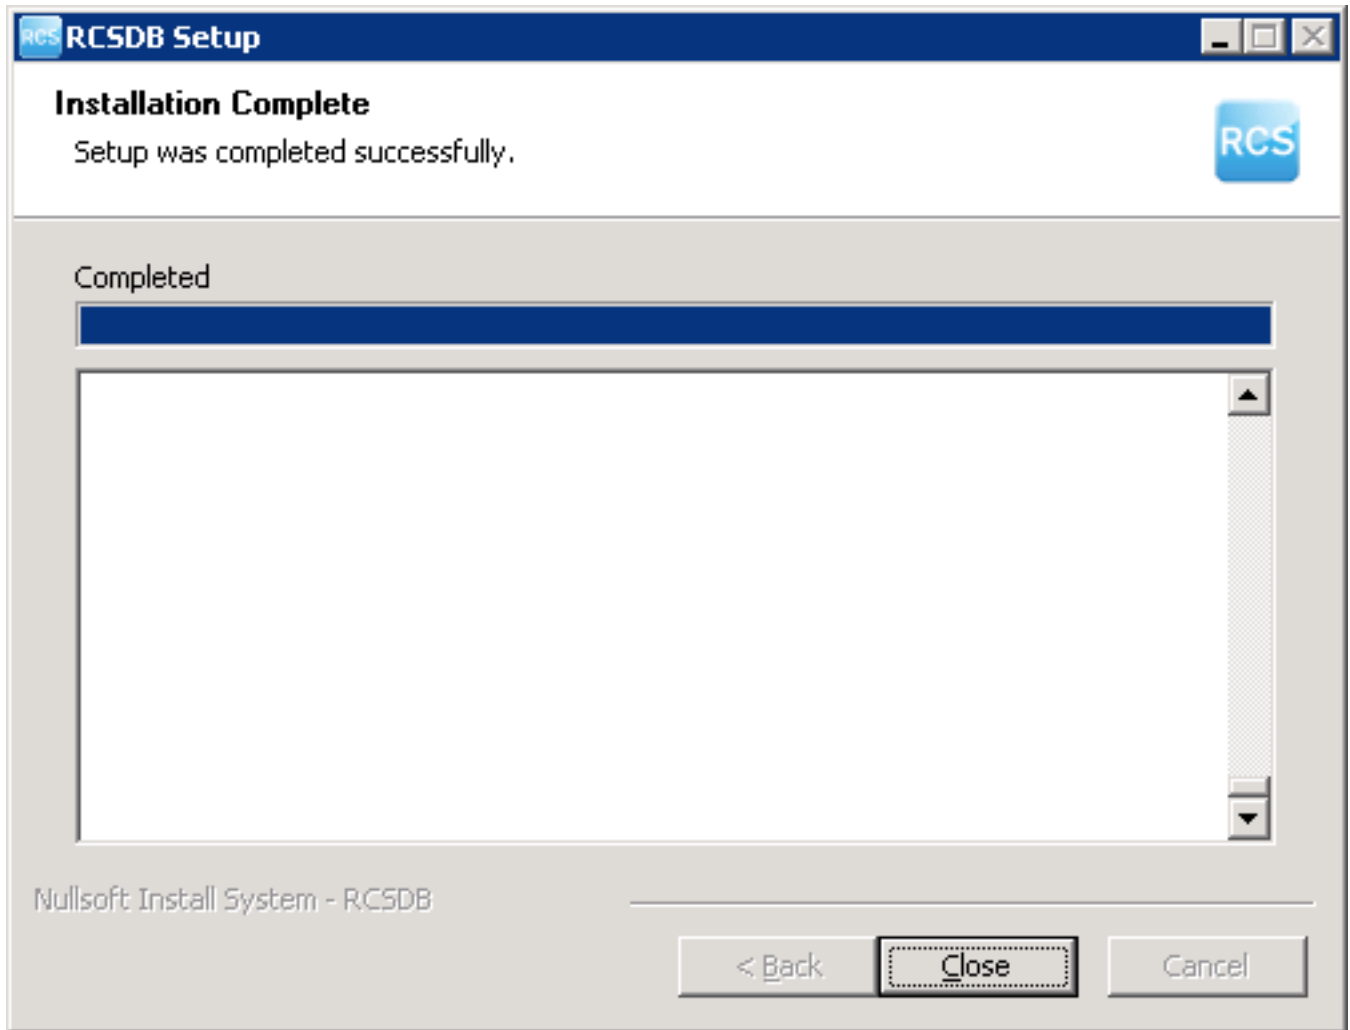 RCS RCSDB Setup
Installation Complete
Setup was completed successfully.
RCS
Completed
Nullsoft Install System - RCSDB
< Back Close Cancel